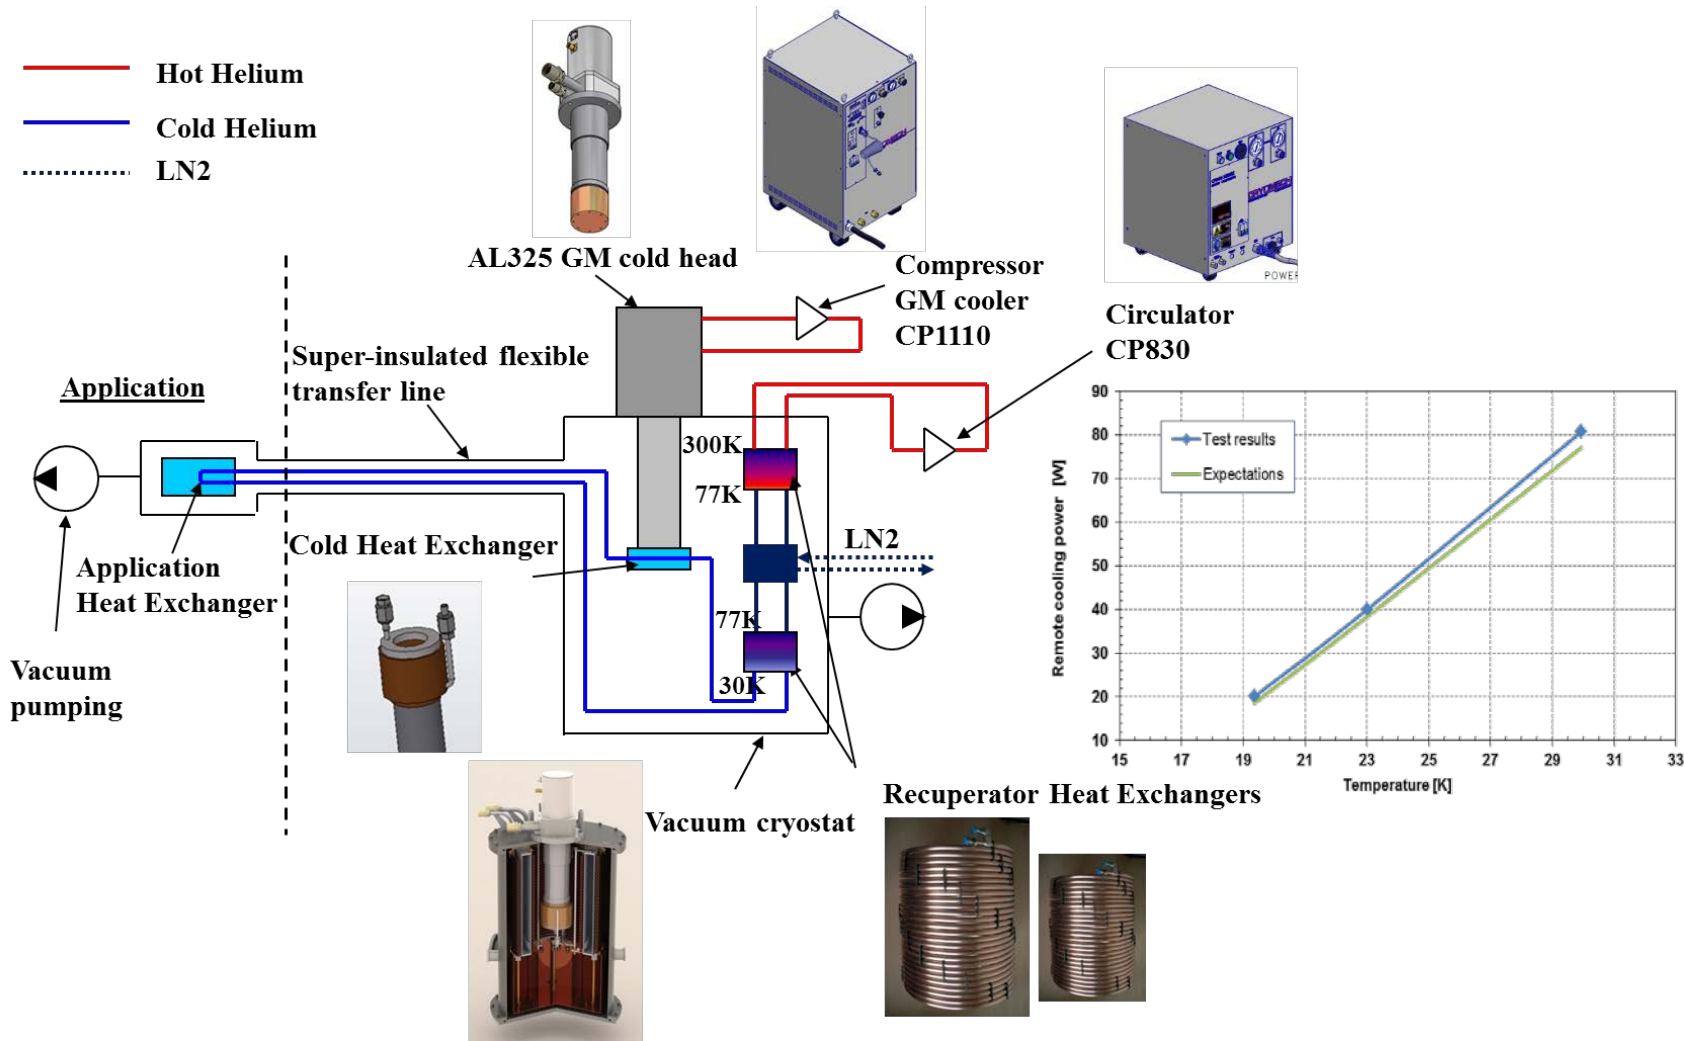 Hot Helium
Cold Helium
LN2
AL325 GM cold head
Compressor
GM cooler
CP1110
POWER
Circulator
CP830
Super-insulated flexible
transfer line
Application
300K
77K
LN2
77K
30K
Cold Heat Exchanger
Application
Heat Exchanger
Vacuum
pumping
Vacuum cryostat
Recuperator Heat Exchangers
Test results
Expectations
Remote cooling power [W]
90
80
70
60
50
40
30
20
10
15 17 19 21 23 25 27 29 31 33
Temperature [K]